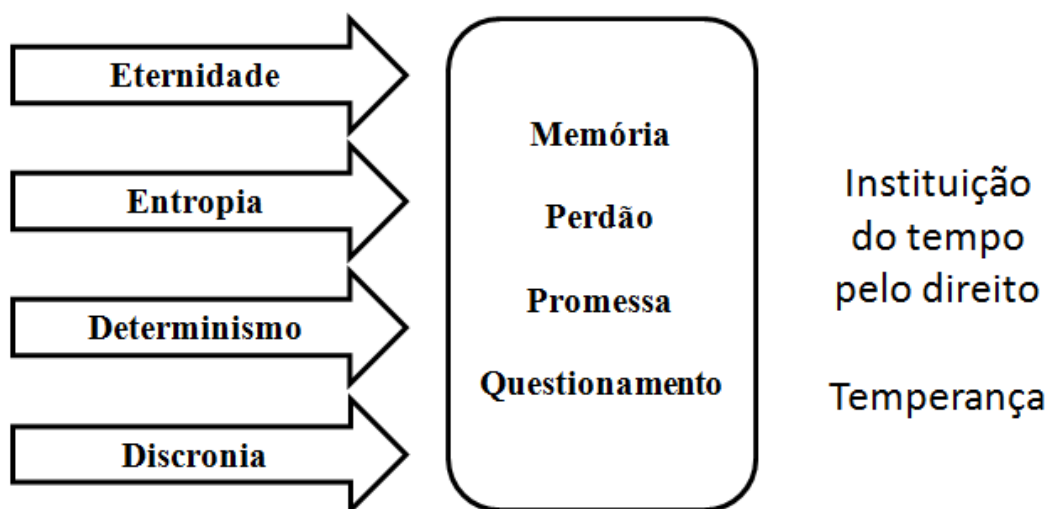 Eternidade
Entropia
Determinismo
Discronia
Memória
Perdão
Promessa
Questionamento
Instituição
do tempo
pelo direito
Temperança